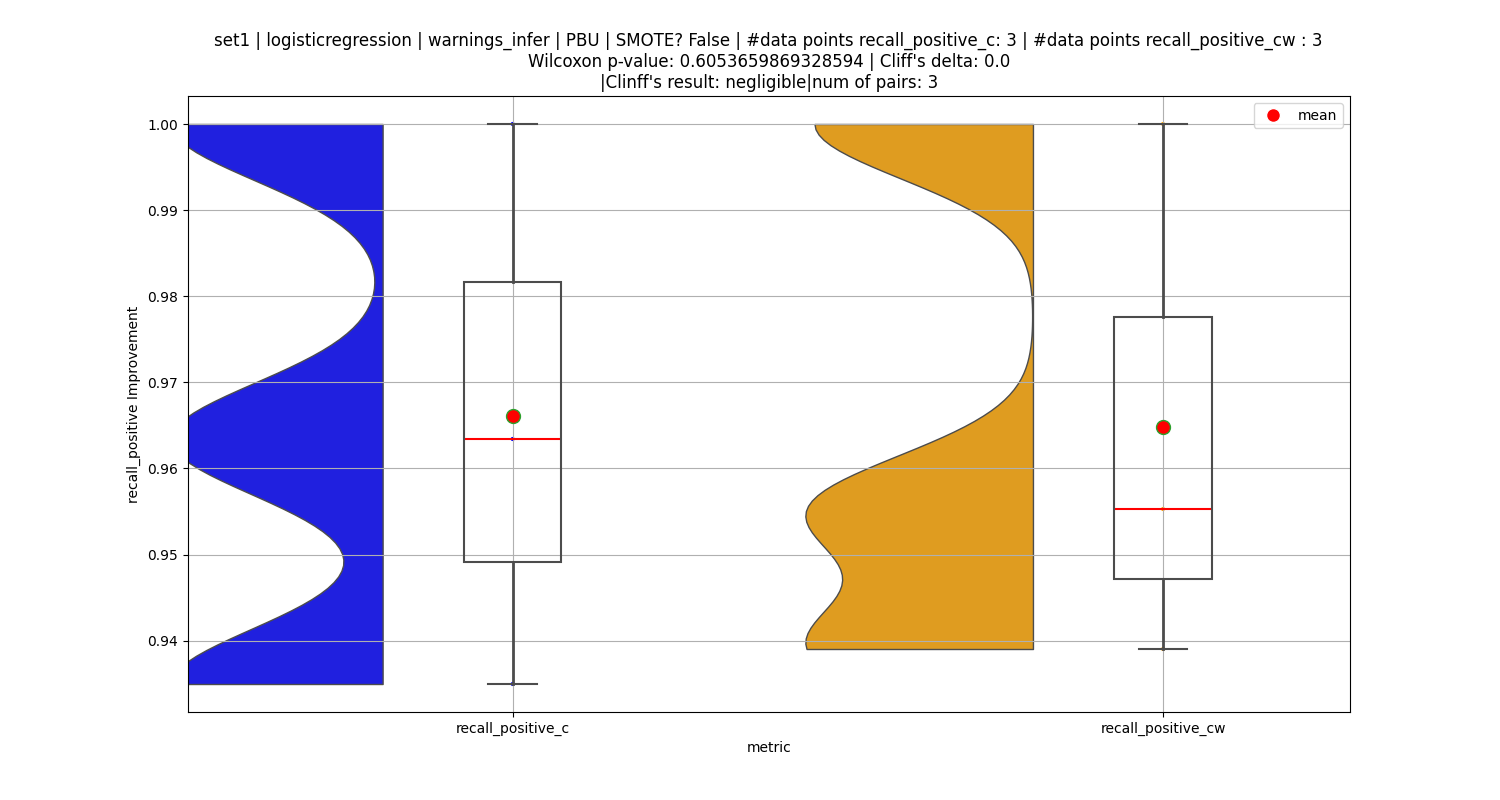 set1 | logisticregression | warnings_infer | PBU | SMOTE? False | #data points recall_positive_c: 3 | #data points recall_positive_cw : 3
Wilcoxon p-value: 0.6053659869328594 | Cliff's delta: 0.0
|Clinff's result: negligible|num of pairs: 3
mean
1.00
0.99
0.98
0.97
0.96
0.95
0.94
recall_positive Improvement
recall_positive_c
recall_positive_cw
metric